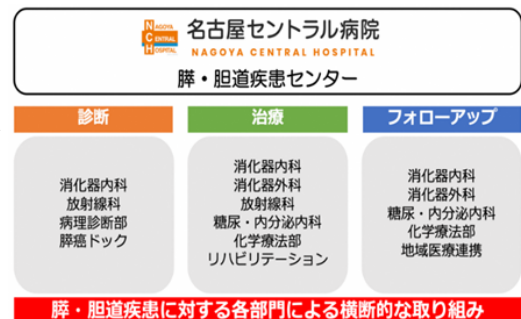 NAGOYA
CENTRAL
HOSPITAL
名古屋セントラル病院
NAGOYA CENTRAL HOSPITAL
膵・胆道疾患センター
診断
消化器内科
放射線科
病理診断部
膵癌ドック
治療
消化器内科
消化器外科
放射線科
糖尿・内分泌内科
化学療法部
リハビリテーション
フォローアップ
消化器内科
消化器外科
糖尿・内分泌内科
化学療法部
地域医療連携
膵・胆道疾患に対する各部門による横断的な取り組み